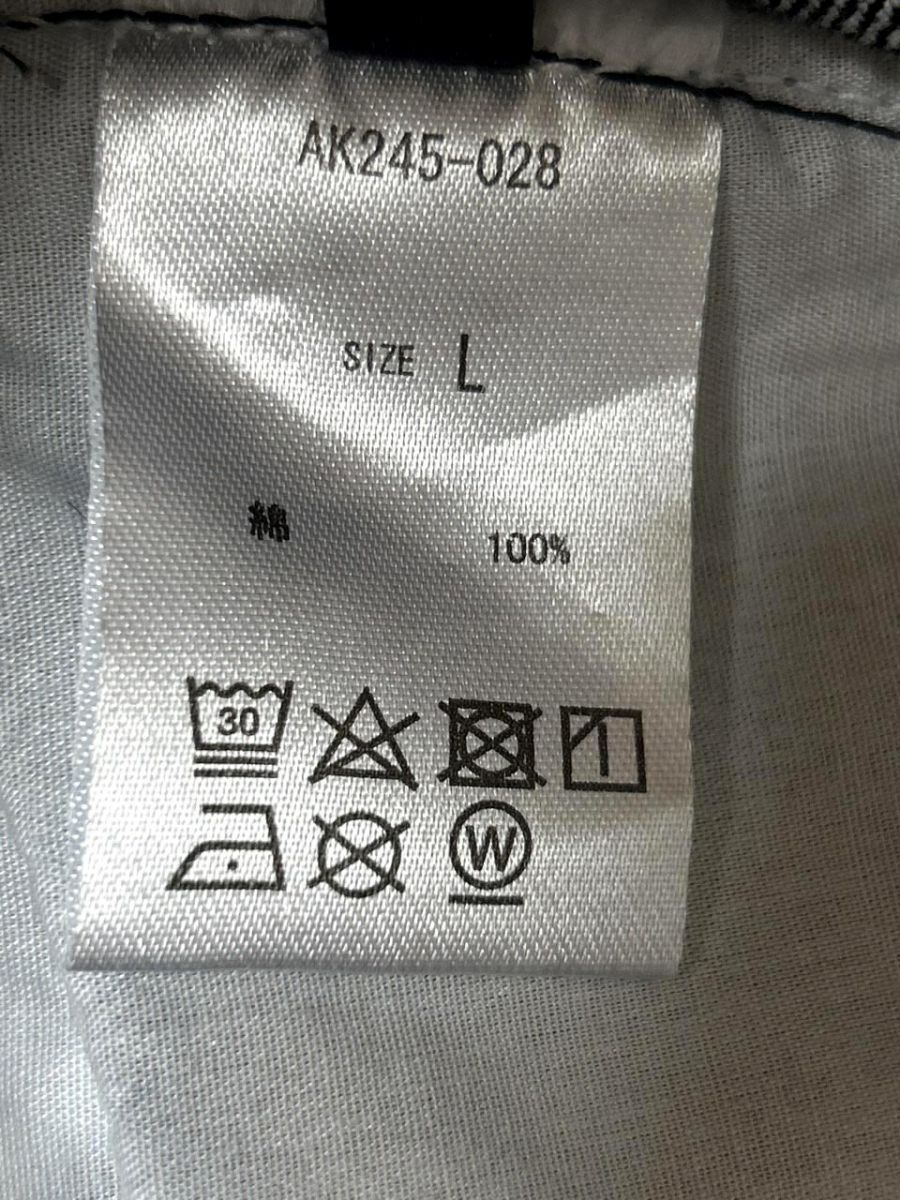 AK245-028
SIZE L
綿 100%
30
W